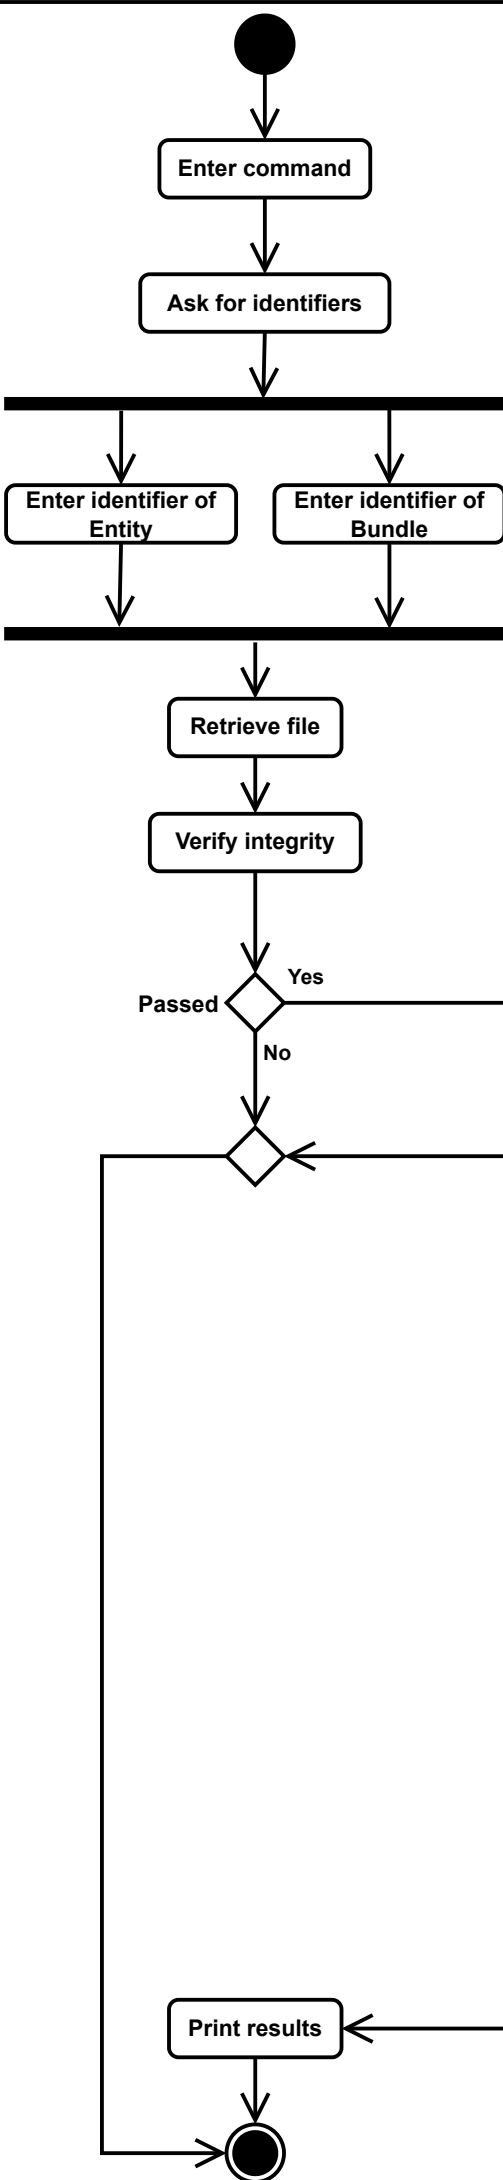 Enter command
Ask for identifiers
Enter identifier of
Entity
Enter identifier of
Bundle
Retrieve file
Verify integrity
Yes
Passed
No
Print results